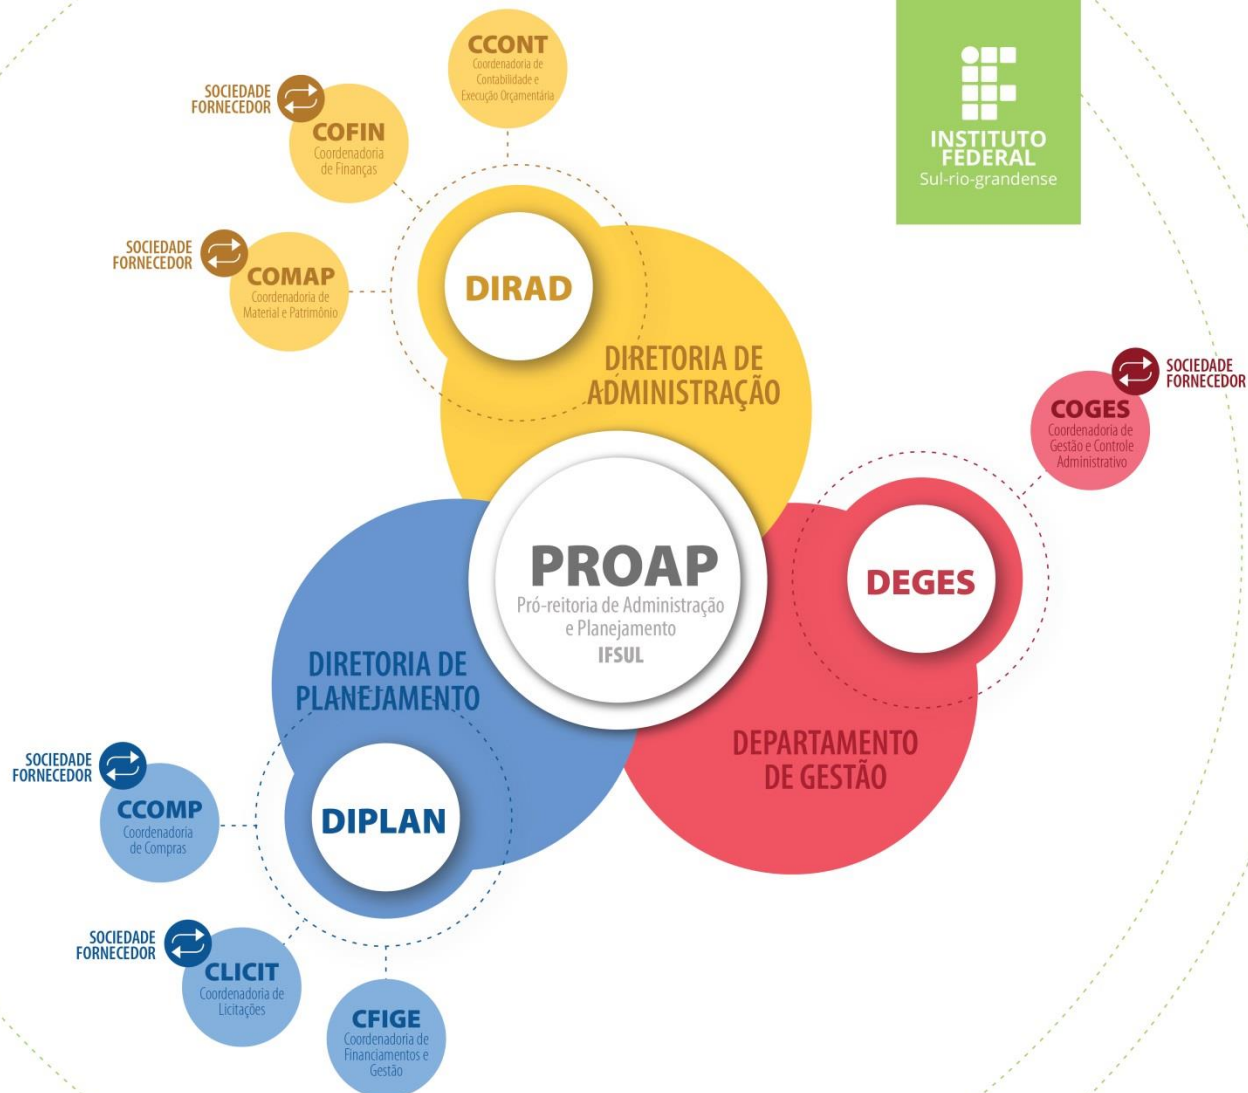 CCONT
Coordenadoria de
Contabilidade e
Execução Orçamentária
SOCIEDADE
FORNECEDOR
COFIN
Coordenadoria
de Finanças
SOCIEDADE
FORNECEDOR
COMAP
Coordenadoria de
Material e Patrimônio
DIRAD
DIRETORIA DE
ADMINISTRAÇÃO
INSTITUTO
FEDERAL
Sul-rio-grandense
SOCIEDADE
FORNECEDOR
COGES
Coordenadoria de
Gestão e Controle
Administrativo
DEGES
DEPARTAMENTO
DE GESTÃO
PROAP
Pró-reitoria de Administração
e Planejamento
IFSUL
DIRETORIA DE
PLANEJAMENTO
DIPLAN
SOCIEDADE
FORNECEDOR
CCOMP
Coordenadoria
de Compras
SOCIEDADE
FORNECEDOR
CLICIT
Coordenadoria de
Licitações
CFIGE
Coordenadoria de
Financiamentos e
Gestão